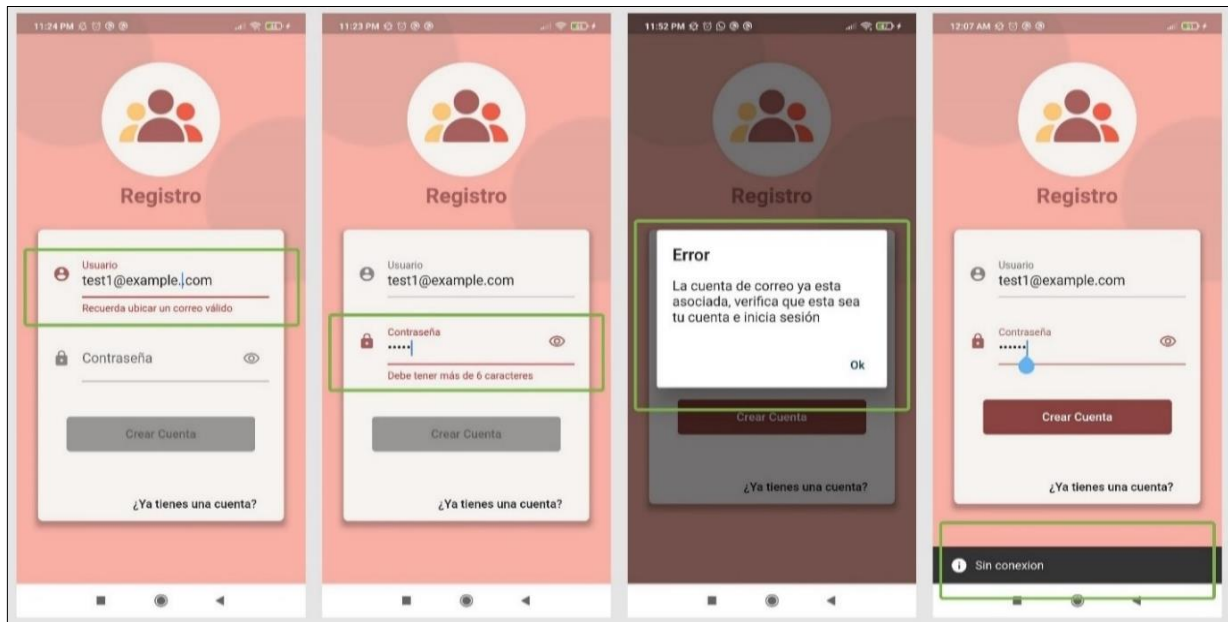 11:24 PM
Registro
Usuario
test1@example.com
Recuerda ubicar un correo válido
Contraseña
Crear Cuenta
¿Ya tienes una cuenta?
11:23 PM
Registro
Usuario
test1@example.com
Contraseña
•••••
Debe tener más de 6 caracteres
Crear Cuenta
¿Ya tienes una cuenta?
11:52 PM
Registro
Error
La cuenta de correo ya esta
asociada, verifica que esta sea
tu cuenta e inicia sesión
Ok
Crear Cuenta
¿Ya tienes una cuenta?
12:07 AM
Registro
Usuario
test1@example.com
Contraseña
••••••
Crear Cuenta
¿Ya tienes una cuenta?
Sin conexion